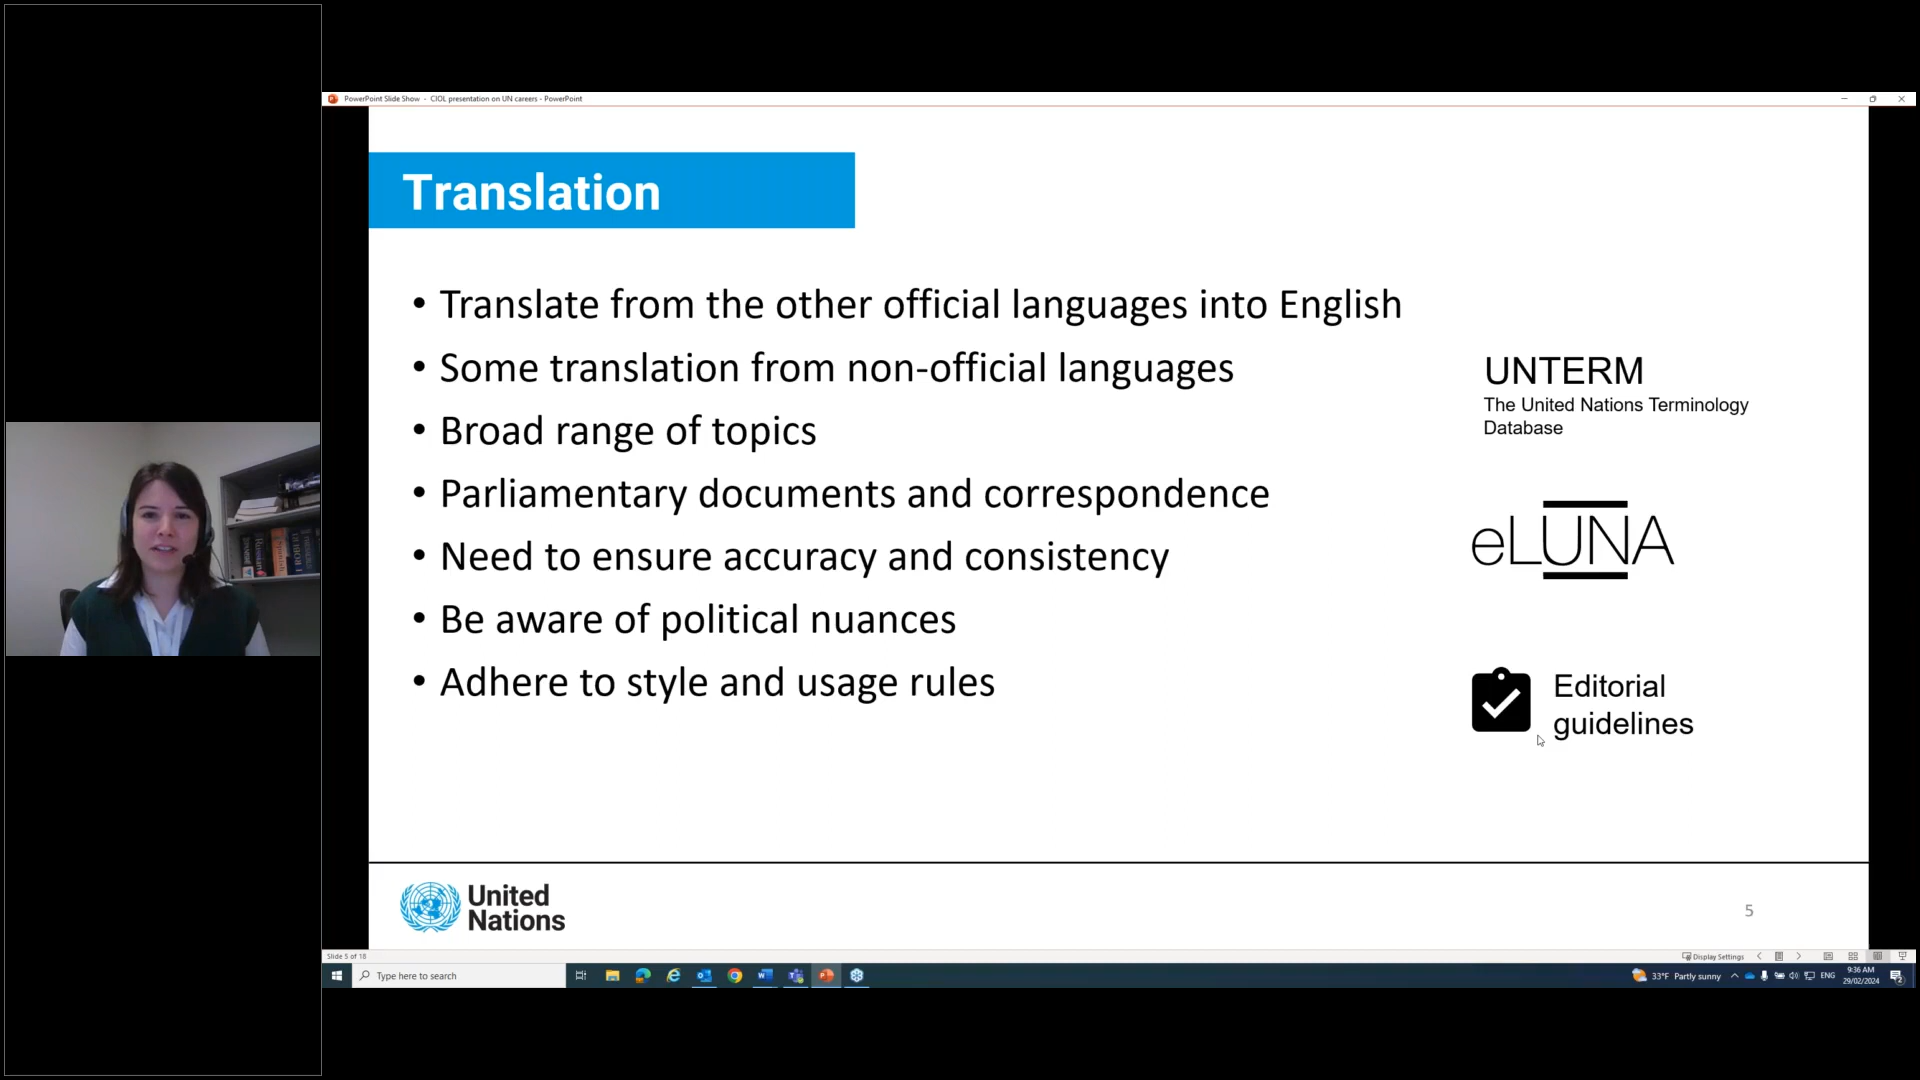 PowerPoint Slide Show - CIOL presentation on UN careers - PowerPoint
Translation
• Translate from the other official languages into English
• Some translation from non-official languages
• Broad range of topics
• Parliamentary documents and correspondence
• Need to ensure accuracy and consistency
• Be aware of political nuances
• Adhere to style and usage rules
UNTERM
The United Nations Terminology
Database
eLUNA
Editorial
guidelines
United
Nations
5
Slide 5 of 18
Display Settings
Type here to search
33°F Partly sunny
ENG
9:36 AM
29/02/2024
Russian